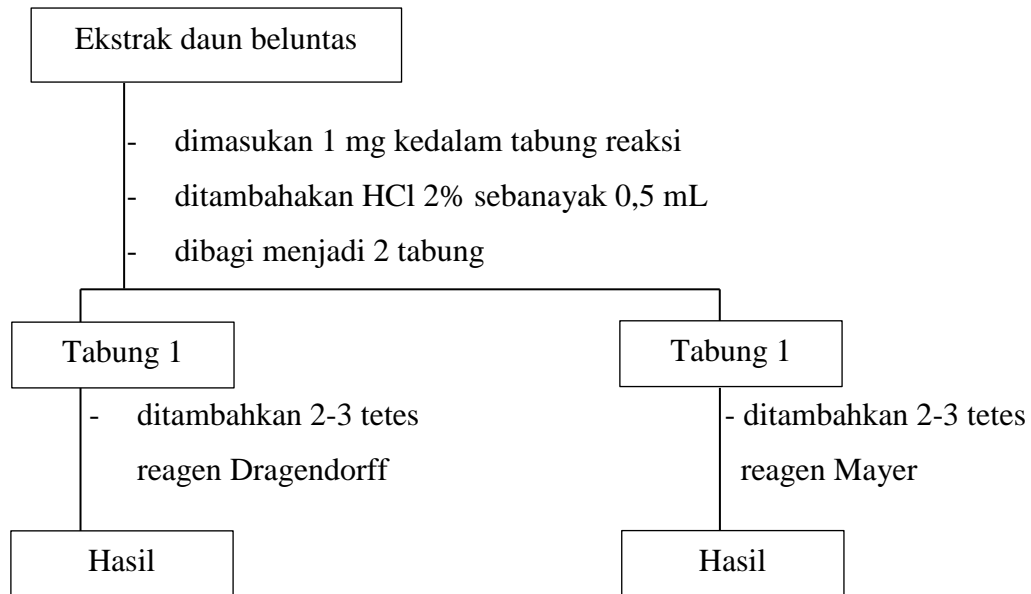 Ekstrak daun beluntas
- dimasukan 1 mg kedalam tabung reaksi
- ditambahakan HCl 2% sebanayak 0,5 mL
- dibagi menjadi 2 tabung
Tabung 1
- ditambahkan 2-3 tetes
reagen Dragendorff
Hasil
Tabung 1
- ditambahkan 2-3 tetes
reagen Mayer
Hasil